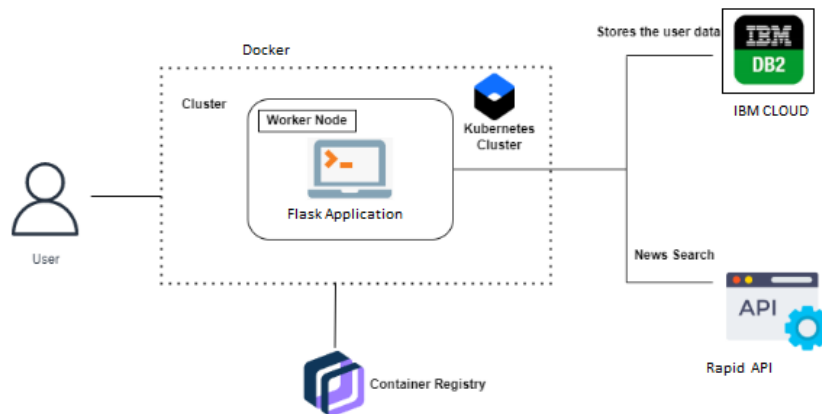 Docker
Stores the user data
IBM
DB2
IBM CLOUD
Cluster
Worker Node
Kubernetes
Cluster
Flask Application
User
News Search
API
Rapid API
Container Registry